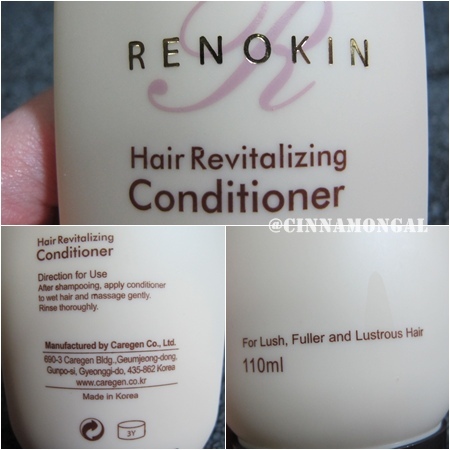 RENOKIN
Hair Revitalizing
Conditioner
@CINNAMONGAL
Hair Revitalizing
Conditioner
Direction for Use
After shampooing, apply conditioner
to wet hair and massage gently.
Rinse thoroughly.
Manufactured by Caregen Co., Ltd.
690-3 Caregen Bldg.,Geumjeong-dong,
Gunpo-si, Gyeonggi-do, 435-862 Korea
www.caregen.co.kr
Made in Korea
3Y
For Lush, Fuller and Lustrous Hair
110ml